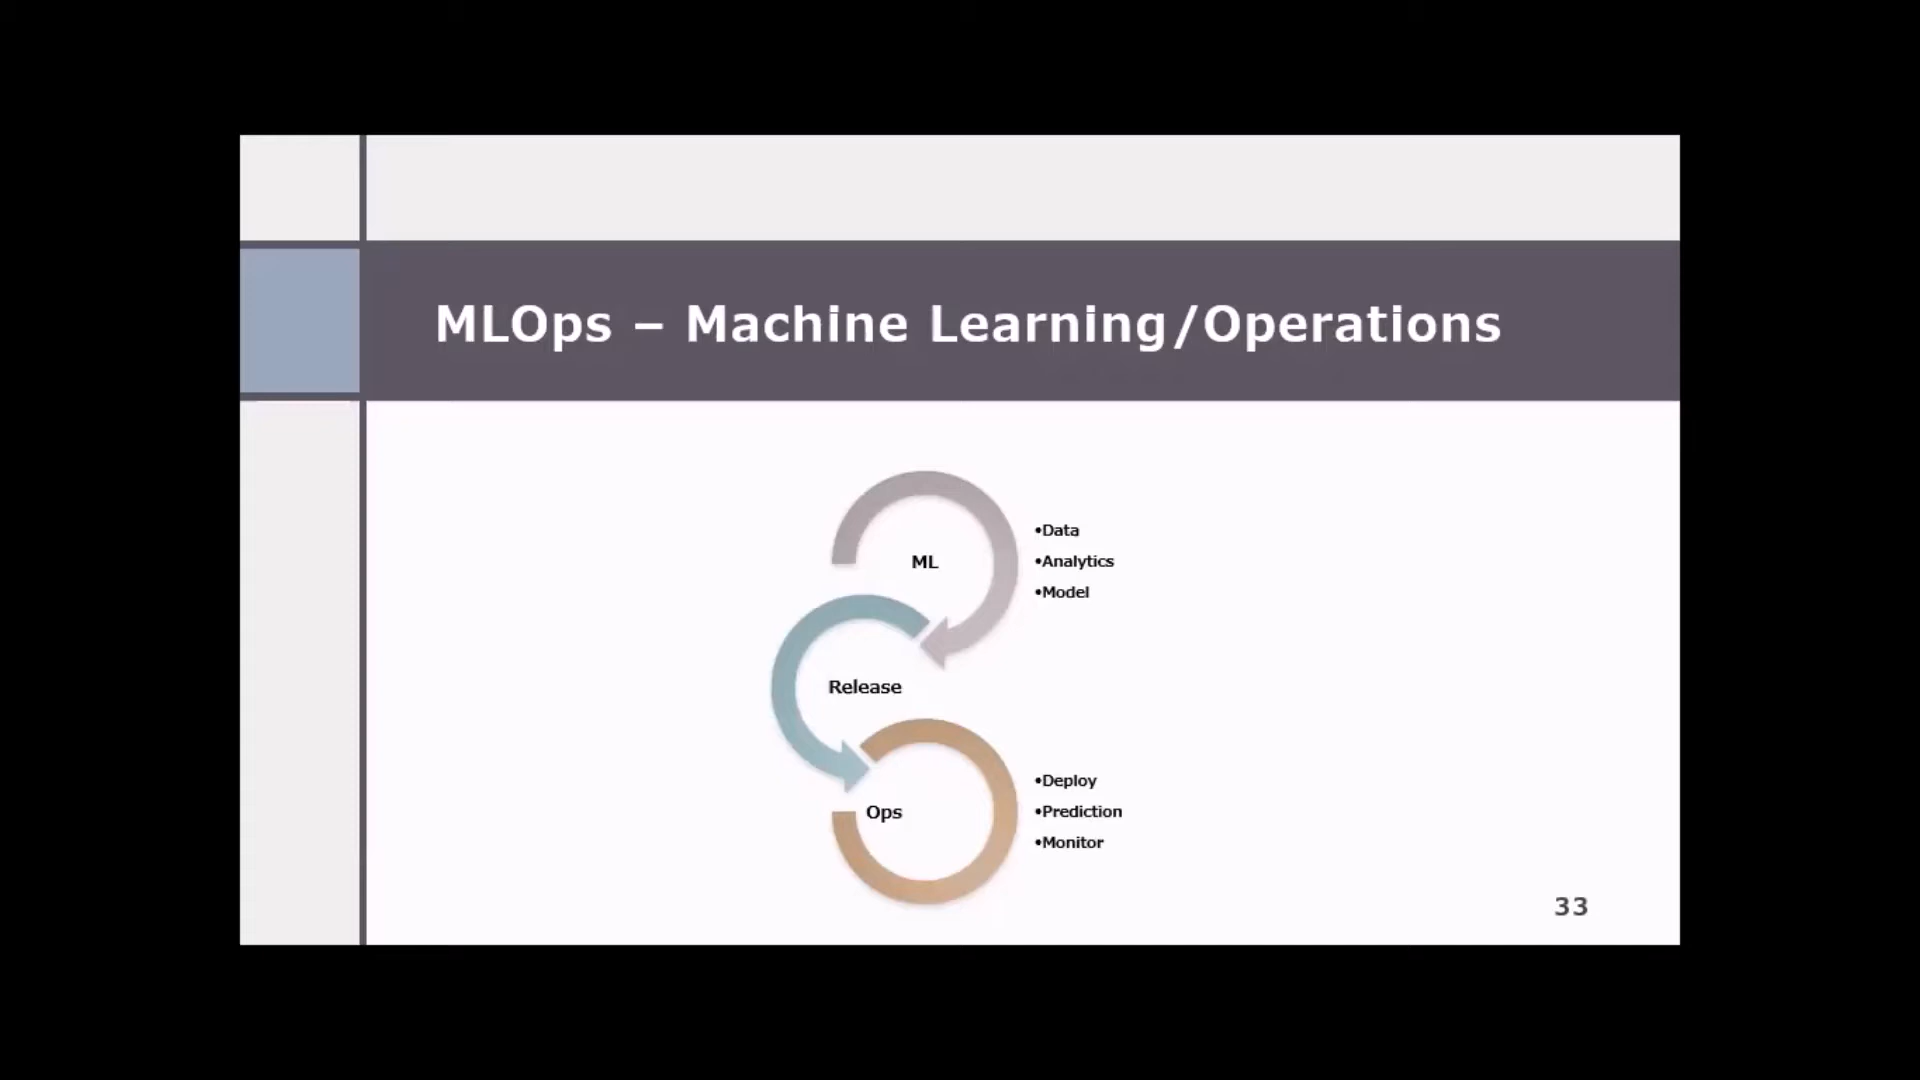 MLOps – Machine Learning/Operations
ML
•Data
•Analytics
•Model
Release
Ops
•Deploy
•Prediction
•Monitor
33